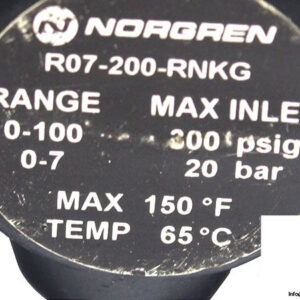 NORGREN
R07-200-RNKG
RANGE MAX INLE
0-100 300 psig
0-7 20 bar
MAX 150 °F
TEMP 65°C